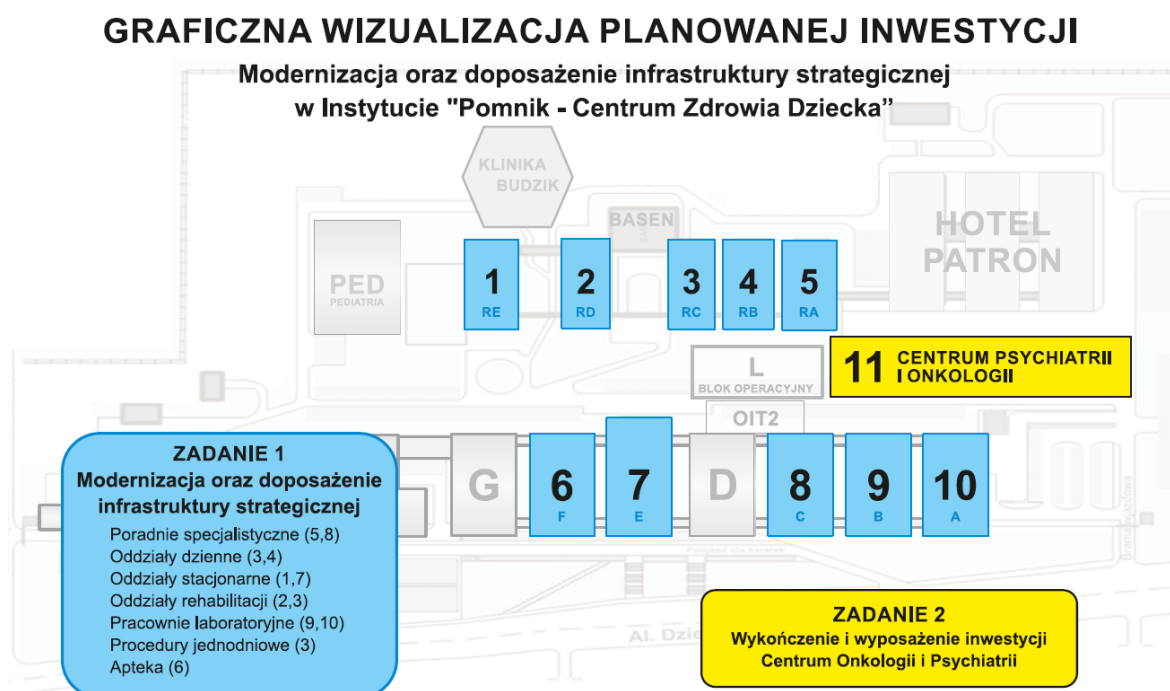 GRAFICZNA WIZUALIZACJA PLANOWANEJ INWESTYCJI
Modernizacja oraz doposażenie infrastruktury strategicznej
w Instytucie "Pomnik - Centrum Zdrowia Dziecka”
KLINIKA
BUDZIK
BASEN
HOTEL
PATRON
PED
PEDIATRIA
1
RE
2
RD
3
RC
4
RB
5
RA
L
BLOK OPERACYJNY
11 CENTRUM PSYCHIATRII
I ONKOLOGII
OIT2
G
6
F
7
E
D
8
C
9
B
10
A
ZADANIE 1
Modernizacja oraz doposażenie
infrastruktury strategicznej
Poradnie specjalistyczne (5,8)
Oddziały dzienne (3,4)
Oddziały stacjonarne (1,7)
Oddziały rehabilitacji (2,3)
Pracownie laboratoryjne (9,10)
Procedury jednodniowe (3)
Apteka (6)
Al. Dzie
ZADANIE 2
Wykończenie i wyposażenie inwestycji
Centrum Onkologii i Psychiatrii